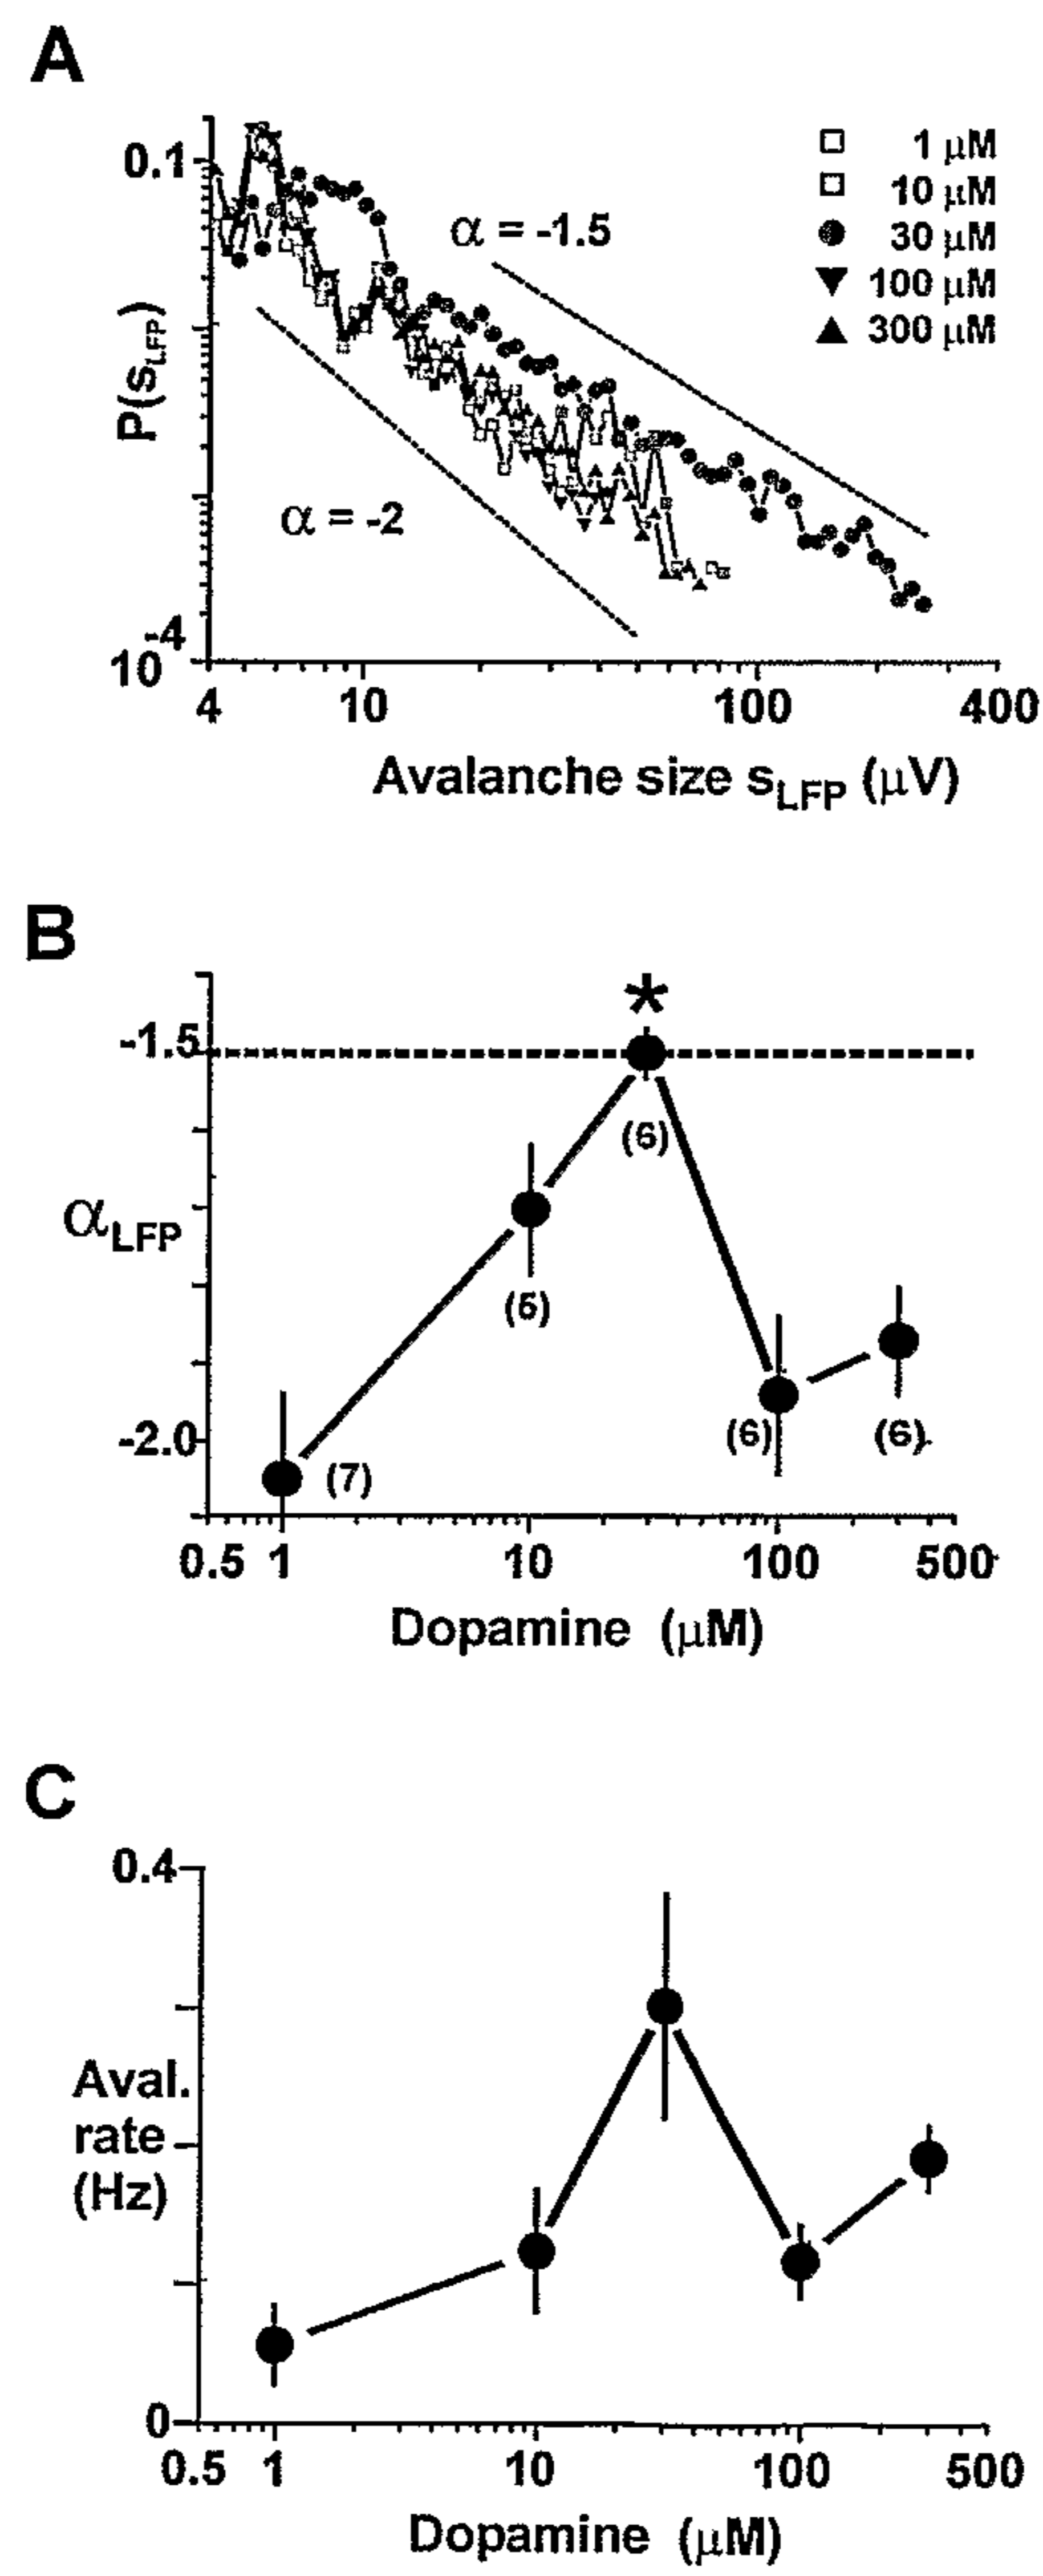 A
0.1
P(sLFP)
10-4
α = -1.5
α = -2
1 μM
10 μM
30 μM
100 μM
300 μM
4 10 100 400
Avalanche size sLFP (μV)
B
*
-1.5
αLFP
-2.0
(7)
(5)
(6)
(6)
(6)
0.5 1 10 100 500
Dopamine (μM)
C
0.4
Aval.
rate
(Hz)
0
0.5 1 10 100 500
Dopamine (μM)